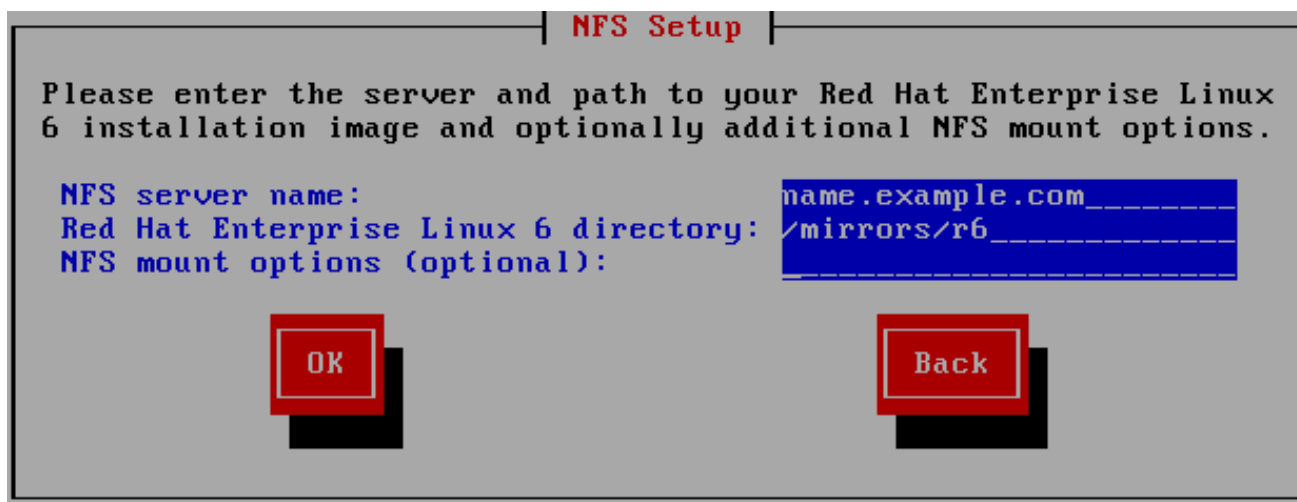 NFS Setup
Please enter the server and path to your Red Hat Enterprise Linux
6 installation image and optionally additional NFS mount options.
NFS server name: name.example.com________
Red Hat Enterprise Linux 6 directory: /mirrors/r6_____________
NFS mount options (optional): ________________________
OK Back